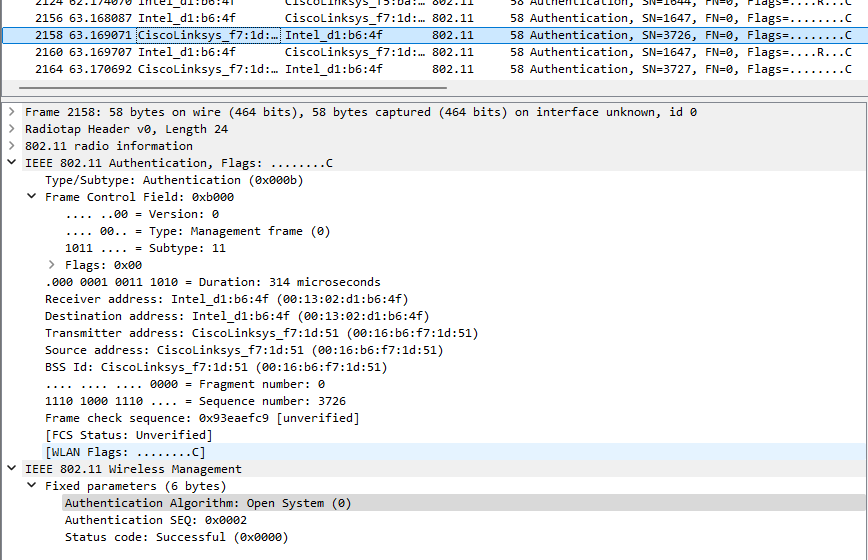 2124 62.174070 Intel_d1:b6:4f CiscoLinksys_f5:ba:… 802.11 58 Authentication, SN=1644, FN=0, Flags=....R...C
2156 63.168087 Intel_d1:b6:4f CiscoLinksys_f7:1d:… 802.11 58 Authentication, SN=1647, FN=0, Flags=........C
2158 63.169071 CiscoLinksys_f7:1d:… Intel_d1:b6:4f 802.11 58 Authentication, SN=3726, FN=0, Flags=........C
2160 63.169707 Intel_d1:b6:4f CiscoLinksys_f7:1d:… 802.11 58 Authentication, SN=1647, FN=0, Flags=....R...C
2164 63.170692 CiscoLinksys_f7:1d:… Intel_d1:b6:4f 802.11 58 Authentication, SN=3727, FN=0, Flags=........C
Frame 2158: 58 bytes on wire (464 bits), 58 bytes captured (464 bits) on interface unknown, id 0
Radiotap Header v0, Length 24
802.11 radio information
IEEE 802.11 Authentication, Flags: ........C
Type/Subtype: Authentication (0x000b)
Frame Control Field: 0xb000
.... ..00 = Version: 0
.... 00.. = Type: Management frame (0)
1011 .... = Subtype: 11
Flags: 0x00
.000 0001 0011 1010 = Duration: 314 microseconds
Receiver address: Intel_d1:b6:4f (00:13:02:d1:b6:4f)
Destination address: Intel_d1:b6:4f (00:13:02:d1:b6:4f)
Transmitter address: CiscoLinksys_f7:1d:51 (00:16:b6:f7:1d:51)
Source address: CiscoLinksys_f7:1d:51 (00:16:b6:f7:1d:51)
BSS Id: CiscoLinksys_f7:1d:51 (00:16:b6:f7:1d:51)
.... .... .... 0000 = Fragment number: 0
1110 1000 1110 .... = Sequence number: 3726
Frame check sequence: 0x93eaefc9 [unverified]
[FCS Status: Unverified]
[WLAN Flags: ........C]
IEEE 802.11 Wireless Management
Fixed parameters (6 bytes)
Authentication Algorithm: Open System (0)
Authentication SEQ: 0x0002
Status code: Successful (0x0000)